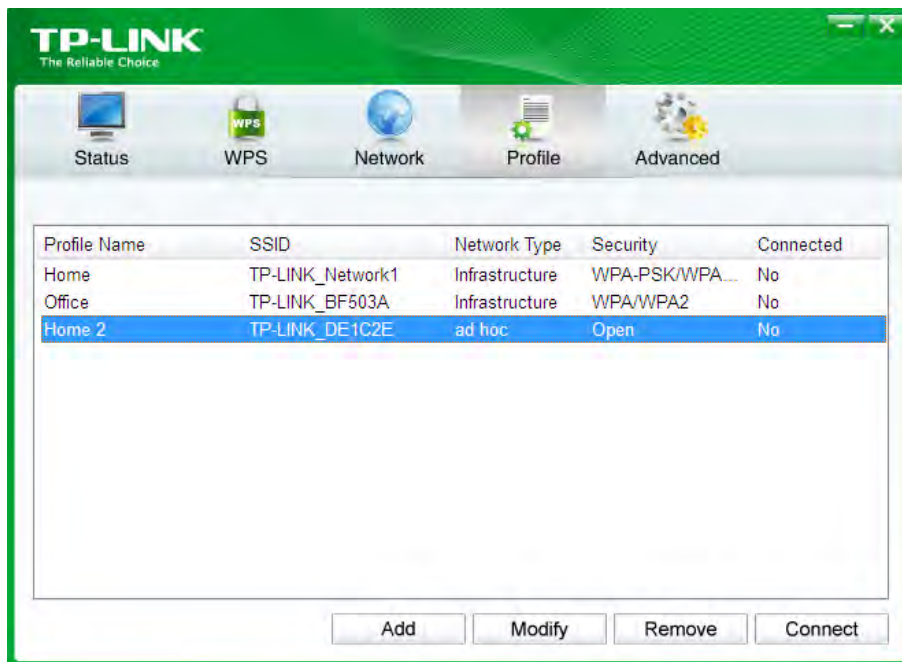 TP-LINK
The Reliable Choice
WPS
Status WPS Network Profile Advanced
Profile Name SSID Network Type Security Connected
Home TP-LINK_Network1 Infrastructure WPA-PSK/WPA... No
Office TP-LINK_BF503A Infrastructure WPA/WPA2 No
Home 2 TP-LINK_DE1C2E ad hoc Open No
Add Modify Remove Connect